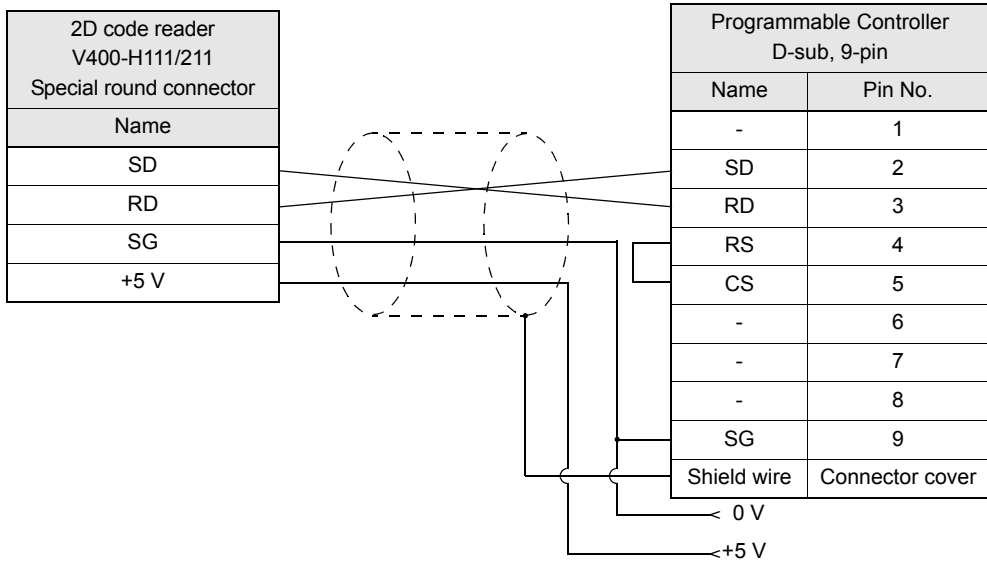 2D code reader
V400-H111/211
Special round connector
Name
SD
RD
SG
+5 V
Programmable Controller
D-sub, 9-pin
Name Pin No.
- 1
SD 2
RD 3
RS 4
CS 5
- 6
- 7
- 8
SG 9
Shield wire Connector cover
0 V
+5 V